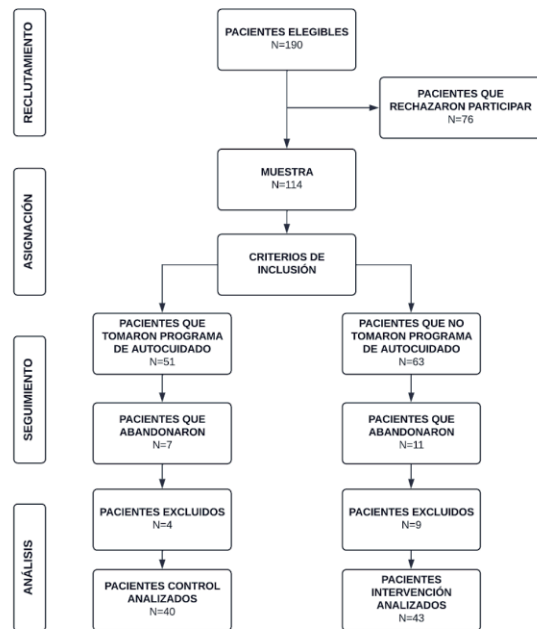 RECLUTAMIENTO
PACIENTES ELEGIBLES
N=190
PACIENTES QUE
RECHAZARON PARTICIPAR
N=76
ASIGNACIÓN
MUESTRA
N=114
CRITERIOS DE
INCLUSIÓN
SEGUIMIENTO
PACIENTES QUE
TOMARON PROGRAMA
DE AUTOCUIDADO
N=51
PACIENTES QUE NO
TOMARON PROGRAMA
DE AUTOCUIDADO
N=63
PACIENTES QUE
ABANDONARON
N=7
PACIENTES QUE
ABANDONARON
N=11
ANÁLISIS
PACIENTES EXCLUIDOS
N=4
PACIENTES EXCLUIDOS
N=9
PACIENTES CONTROL
ANALIZADOS
N=40
PACIENTES
INTERVENCIÓN
ANALIZADOS
N=43